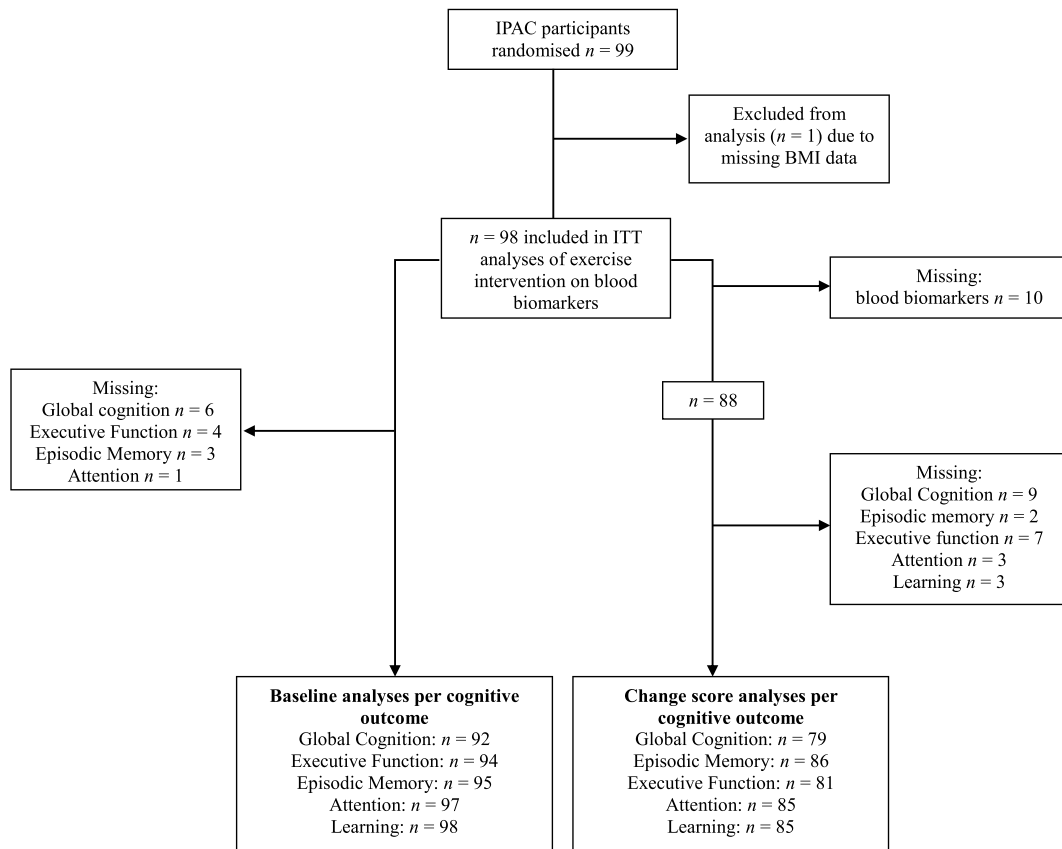 IPAC participants
randomised n = 99
Excluded from
analysis (n = 1) due to
missing BMI data
n = 98 included in ITT
analyses of exercise
intervention on blood
biomarkers
Missing:
blood biomarkers n = 10
Missing:
Global cognition n = 6
Executive Function n = 4
Episodic Memory n = 3
Attention n = 1
n = 88
Missing:
Global Cognition n = 9
Episodic memory n = 2
Executive function n = 7
Attention n = 3
Learning n = 3
Baseline analyses per cognitive
outcome
Global Cognition: n = 92
Executive Function: n = 94
Episodic Memory: n = 95
Attention: n = 97
Learning: n = 98
Change score analyses per
cognitive outcome
Global Cognition: n = 79
Episodic Memory: n = 86
Executive Function: n = 81
Attention: n = 85
Learning: n = 85